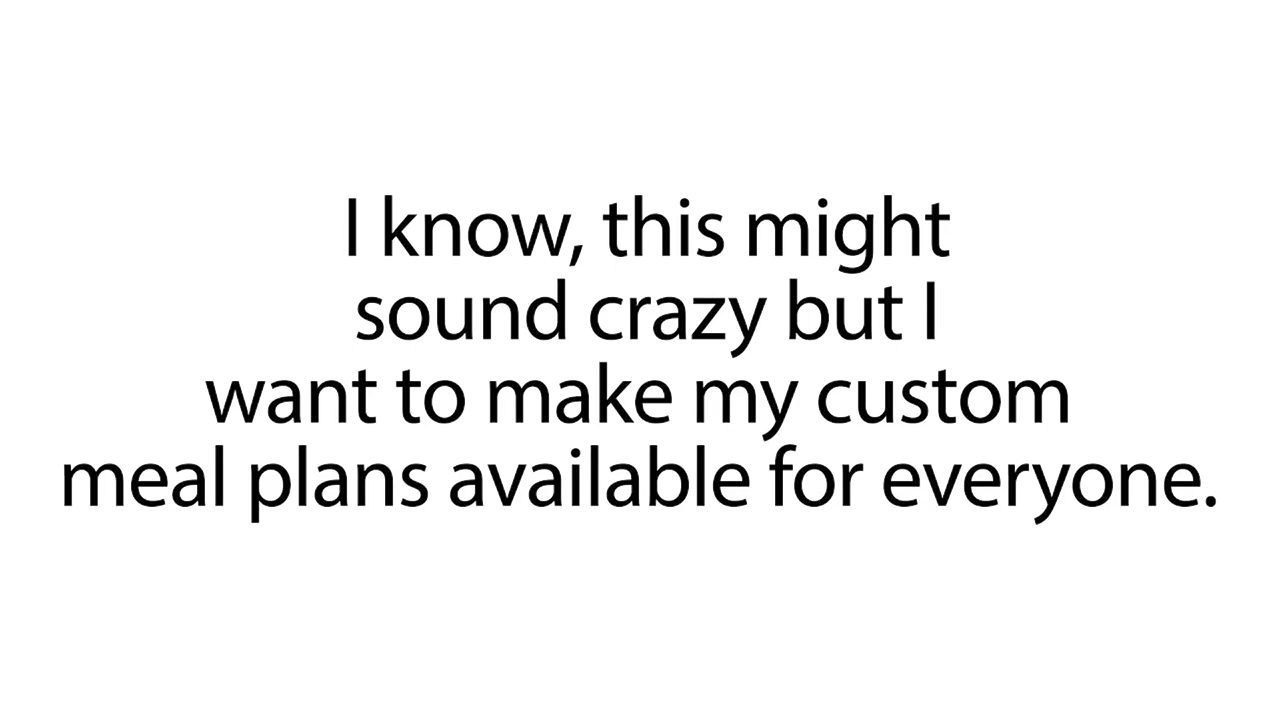 I know, this might
sound crazy but I
want to make my custom
meal plans available for everyone.